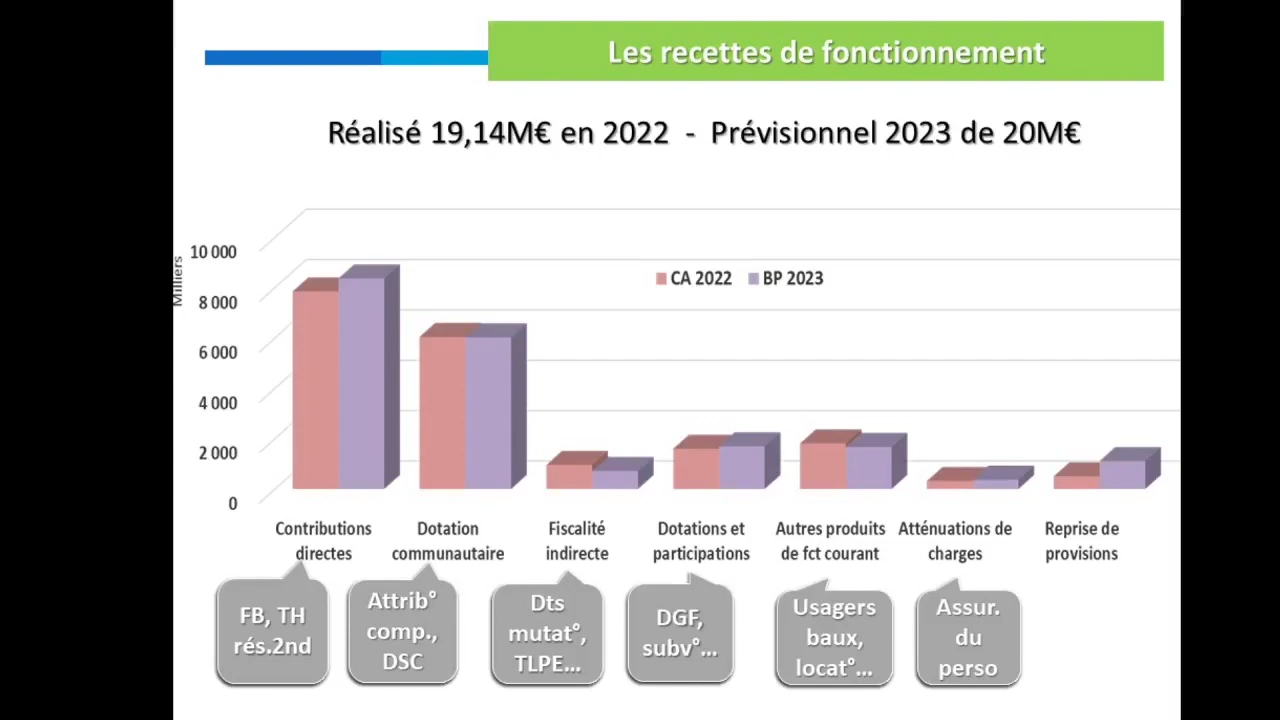 Les recettes de fonctionnement
Réalisé 19,14M€ en 2022 - Prévisionnel 2023 de 20M€
Milliers
10 000
8 000
6 000
4 000
2 000
0
CA 2022
BP 2023
Contributions
directes
Dotation
communautaire
Fiscalité
indirecte
Dotations et
participations
Autres produits
de fct courant
Atténuations de
charges
Reprise de
provisions
FB, TH
rés.2nd
Attrib°
comp.,
DSC
Dts
mutat°,
TLPE...
DGF,
subv°...
Usagers
baux,
locat°...
Assur.
du
perso